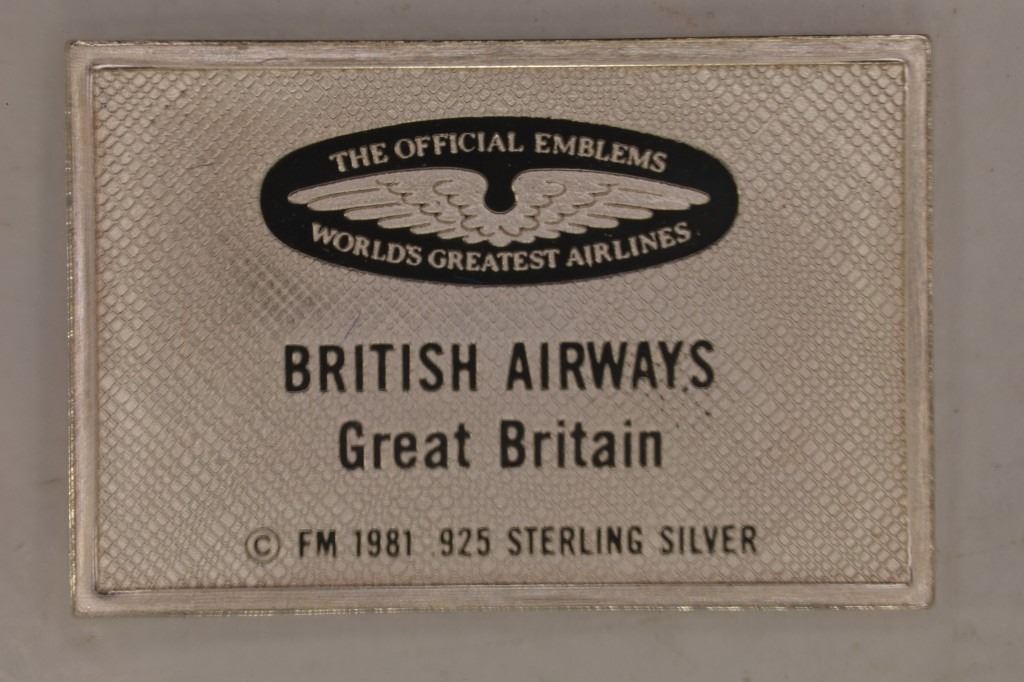 THE OFFICIAL EMBLEMS
WORLD'S GREATEST AIRLINES
BRITISH AIRWAYS
Great Britain
© FM 1981 .925 STERLING SILVER